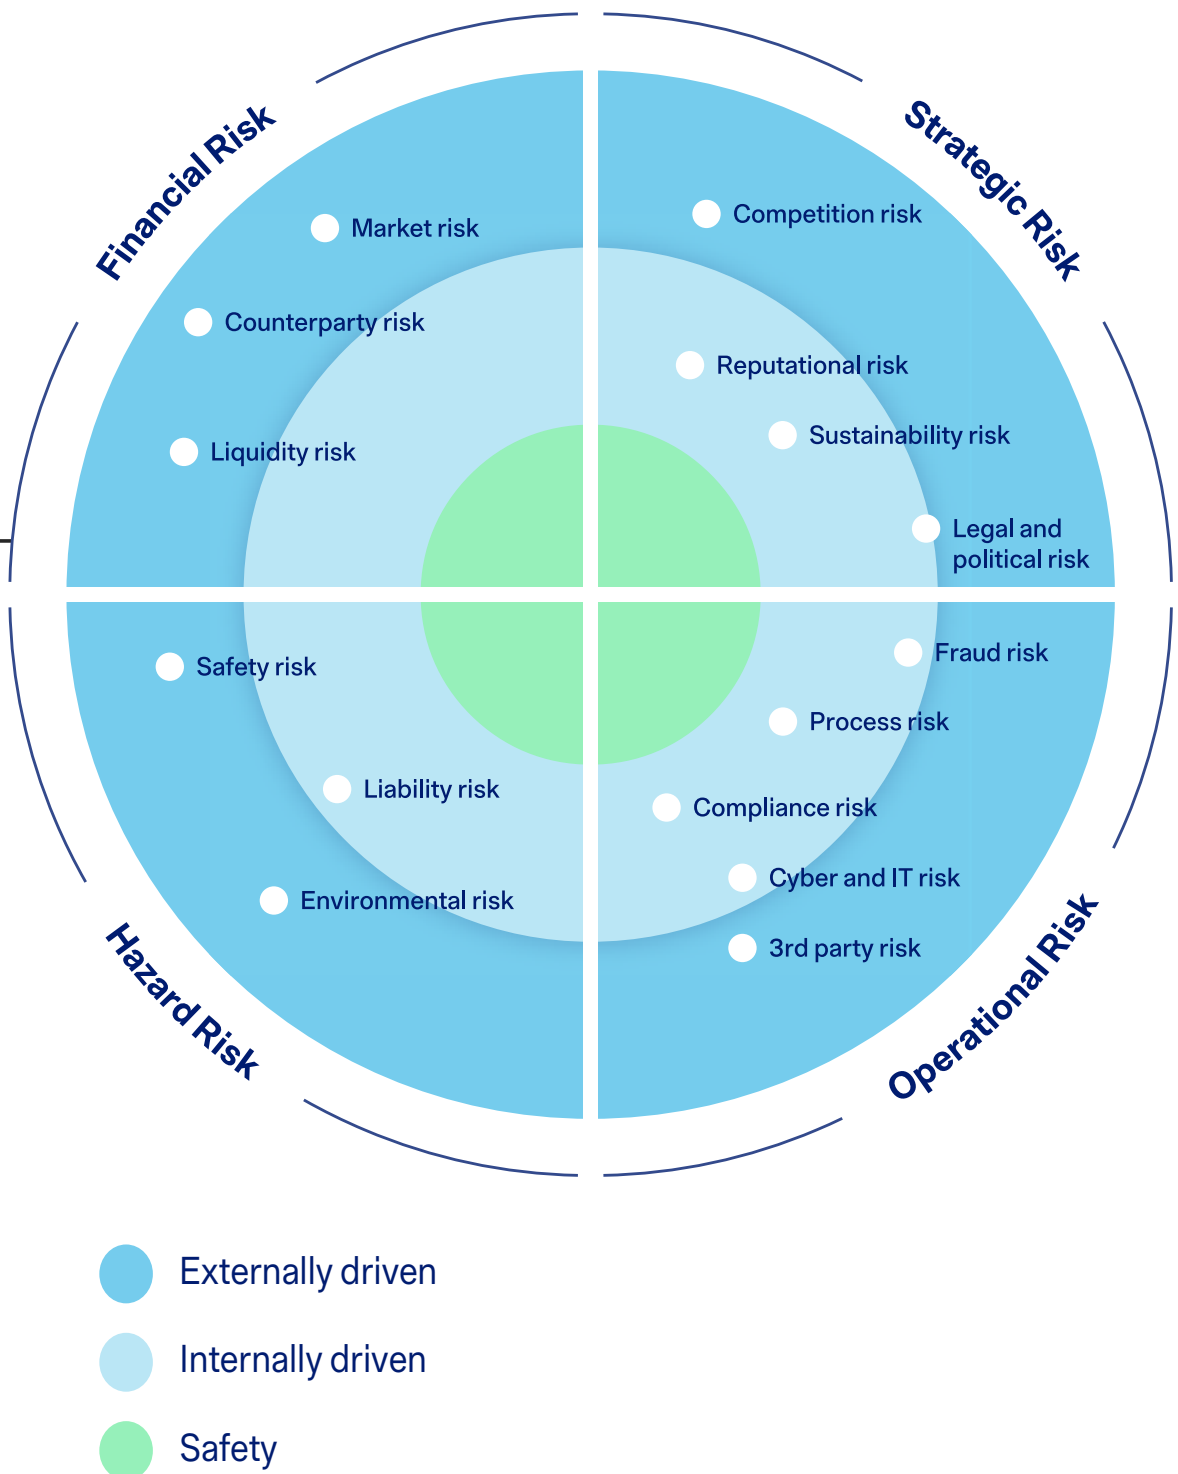 Financial Risk
Market risk
Counterparty risk
Liquidity risk
Strategic Risk
Competition risk
Reputational risk
Sustainability risk
Legal and
political risk
Safety risk
Liability risk
Environmental risk
Hazard Risk
Fraud risk
Process risk
Compliance risk
Cyber and IT risk
3rd party risk
Operational Risk
Externally driven
Internally driven
Safety